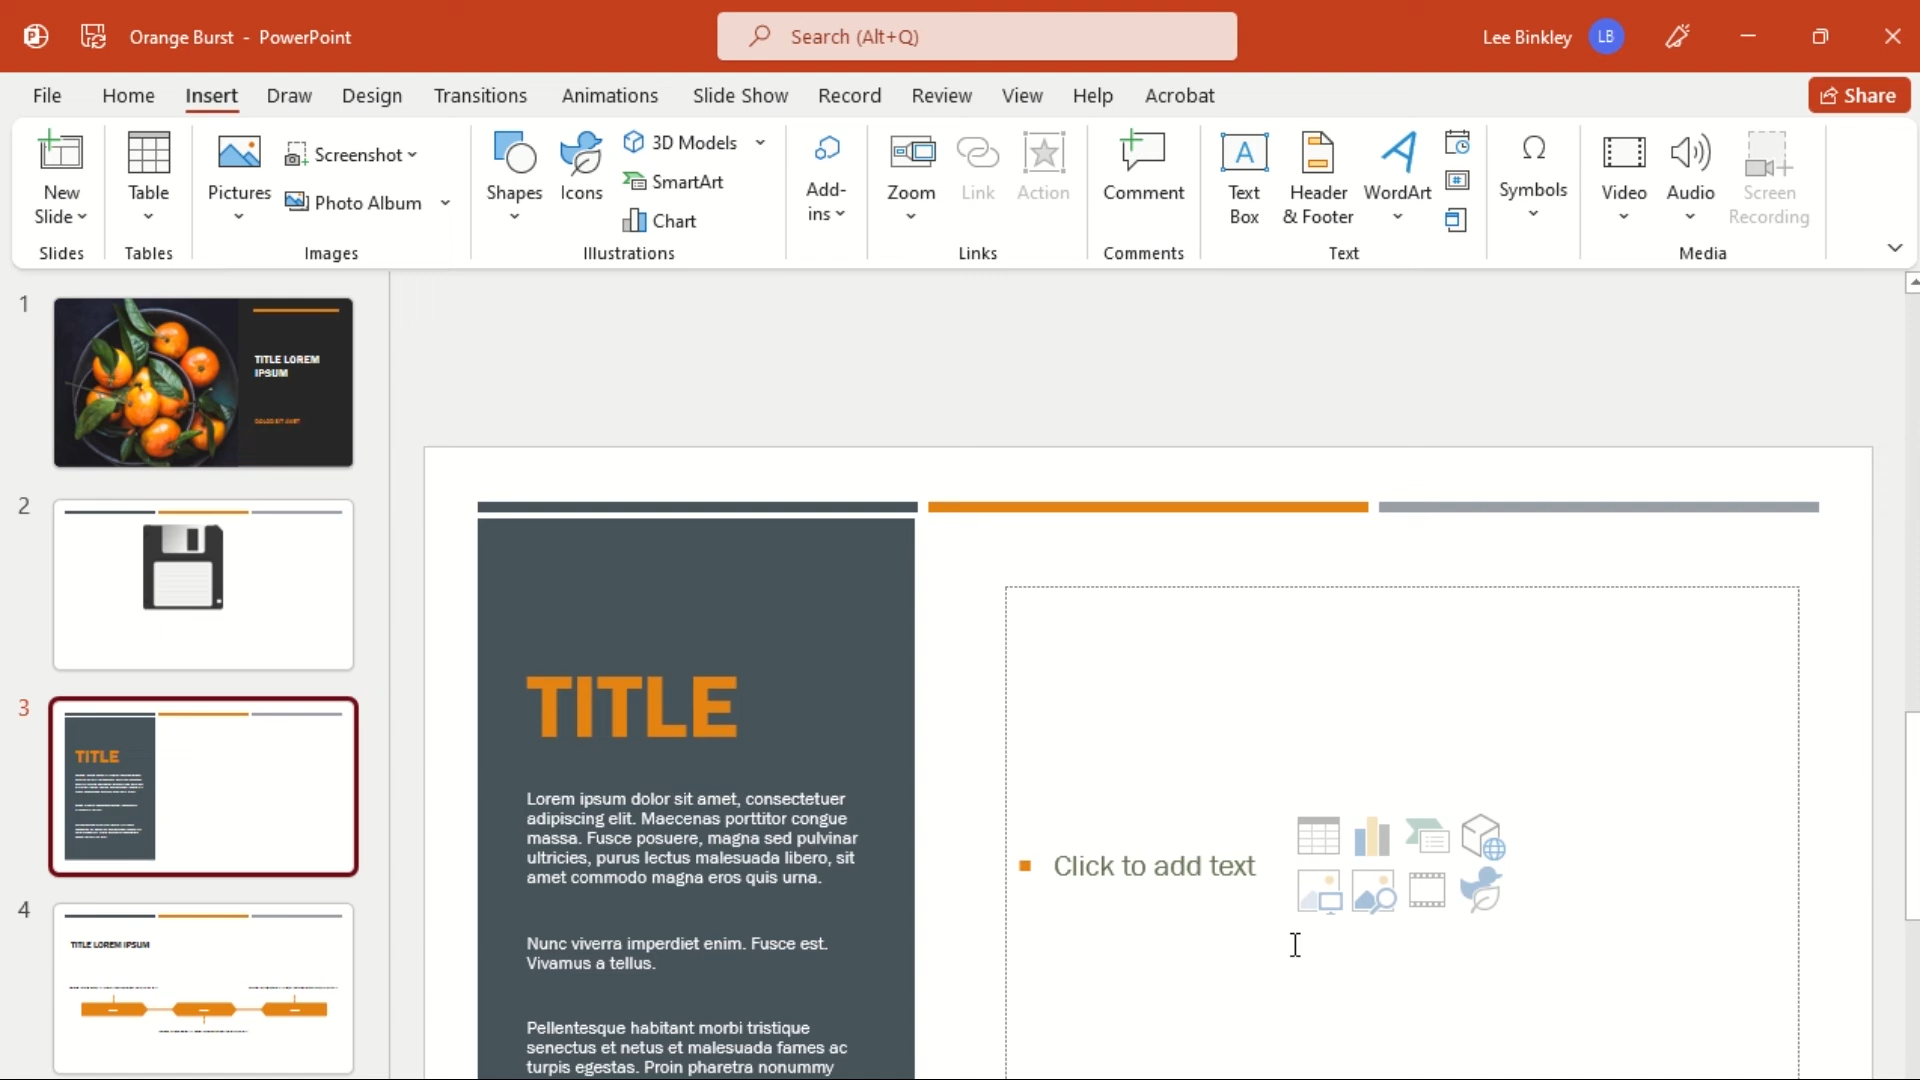 Orange Burst - PowerPoint
Search (Alt+Q)
Lee Binkley LB
File Home Insert Draw Design Transitions Animations Slide Show Record Review View Help Acrobat Share
New Slide
Table
Pictures
Screenshot
Photo Album
Shapes
Icons
3D Models
SmartArt
Chart
Add-ins
Zoom
Link
Action
Comment
Text Box
Header & Footer
WordArt
Symbols
Video
Audio
Screen Recording
Slides Tables Images Illustrations Links Comments Text Media
1
TITLE LOREM
IPSUM
DOLOR SIT AMET
2
3
TITLE
4
TITLE LOREM IPSUM
TITLE
Lorem ipsum dolor sit amet, consectetuer
adipiscing elit. Maecenas porttitor congue
massa. Fusce posuere, magna sed pulvinar
ultricies, purus lectus malesuada libero, sit
amet commodo magna eros quis urna.
Nunc viverra imperdiet enim. Fusce est.
Vivamus a tellus.
Pellentesque habitant morbi tristique
senectus et netus et malesuada fames ac
turpis egestas. Proin pharetra nonummy
Click to add text